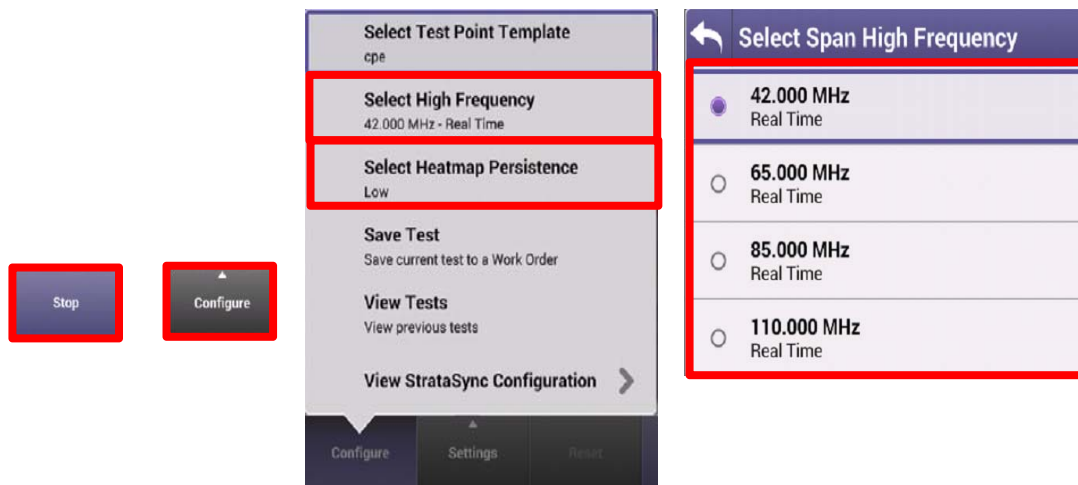 Stop
Configure
Select Test Point Template
cpe
Select High Frequency
42.000 MHz - Real Time
Select Heatmap Persistence
Low
Save Test
Save current test to a Work Order
View Tests
View previous tests
View StrataSync Configuration
Configure
Settings
Reset
Select Span High Frequency
42.000 MHz
Real Time
65.000 MHz
Real Time
85.000 MHz
Real Time
110.000 MHz
Real Time